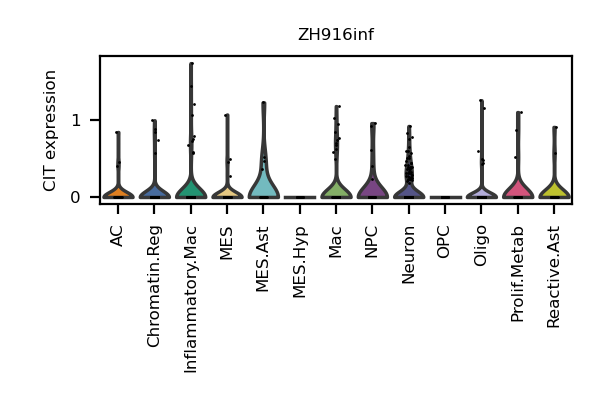 ZH916inf
CIT expression
1
0
AC
Chromatin.Reg
Inflammatory.Mac
MES
MES.Ast
MES.Hyp
Mac
NPC
Neuron
OPC
Oligo
Prolif.Metab
Reactive.Ast